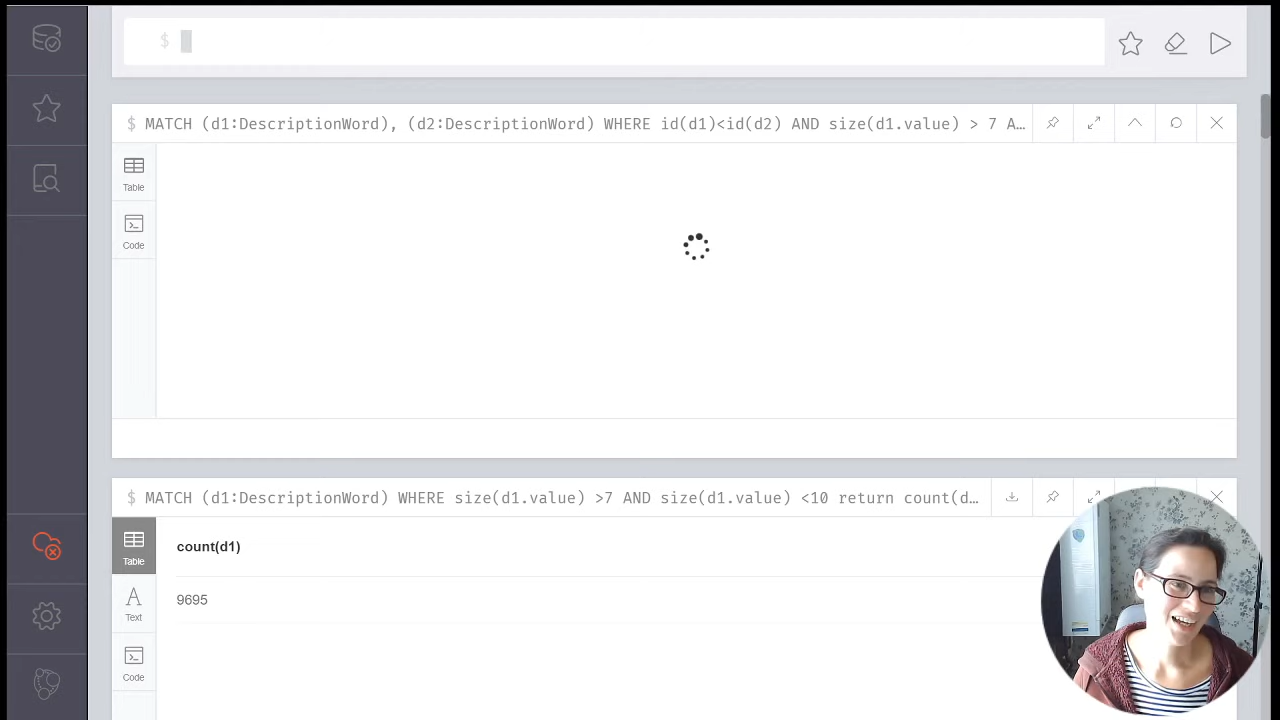 $
$ MATCH (d1:DescriptionWord), (d2:DescriptionWord) WHERE id(d1)<id(d2) AND size(d1.value) > 7 A…
Table
Code
$ MATCH (d1:DescriptionWord) WHERE size(d1.value) >7 AND size(d1.value) <10 return count(d…
Table
count(d1)
Text
9695
Code